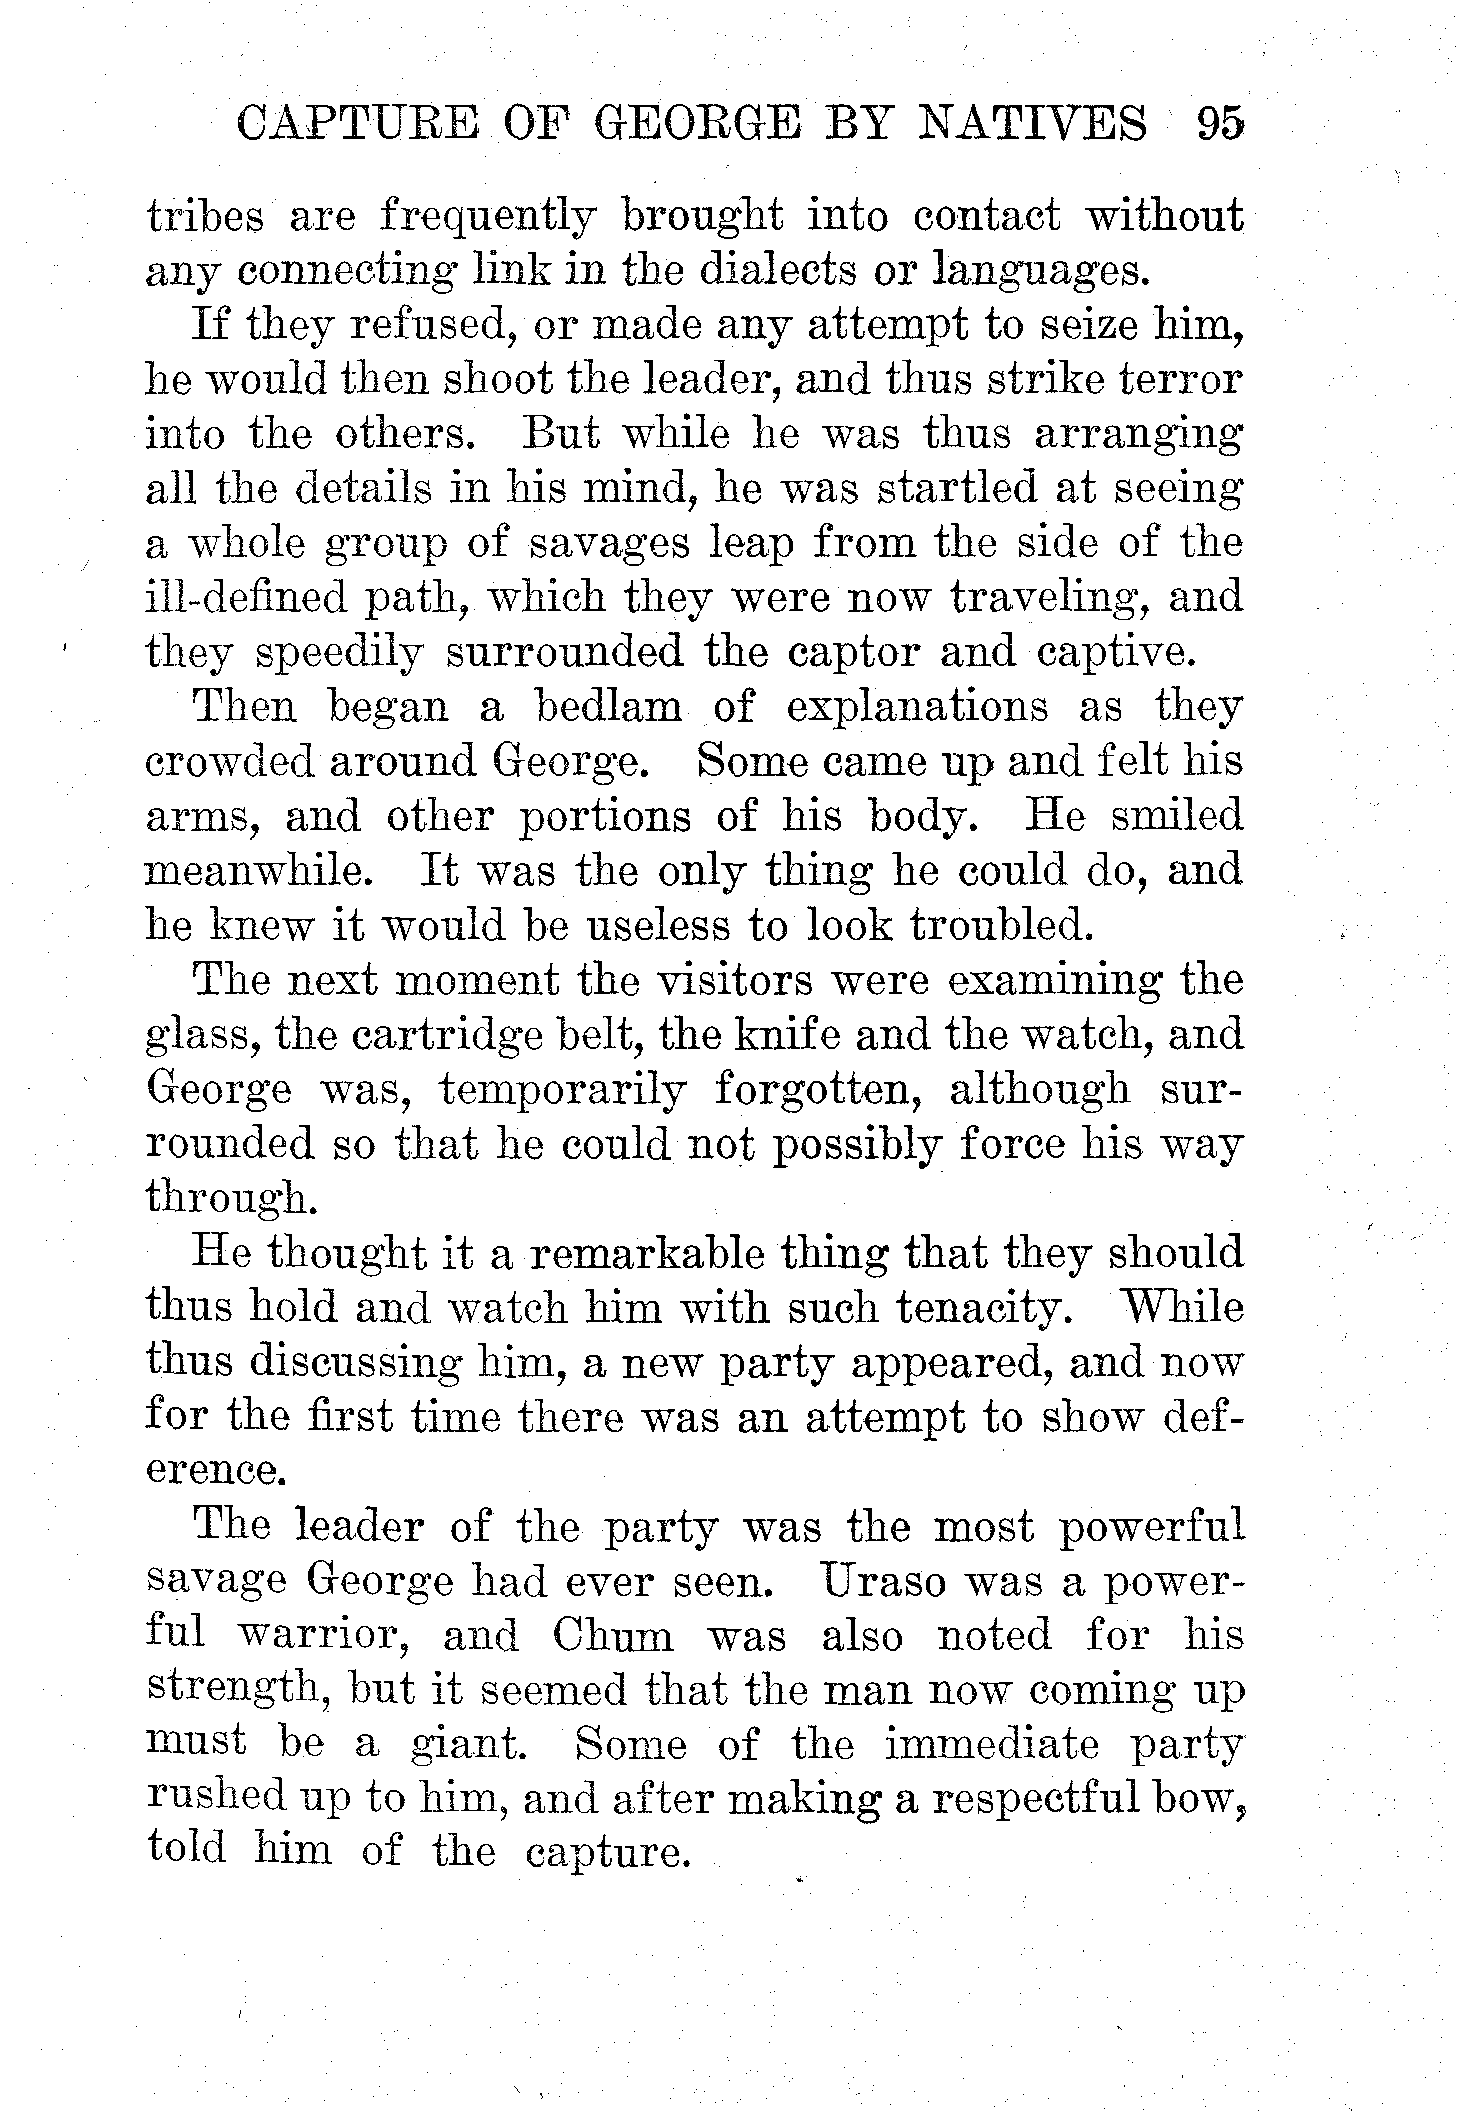 CAPTURE OF GEORGE BY NATIVES 95
tribes are frequently brought into contact without
any connecting link in the dialects or languages.
If they refused, or made any attempt to seize him,
he would then shoot the leader, and thus strike terror
into the others. But while he was thus arranging
all the details in his mind, he was startled at seeing
a whole group of savages leap from the side of the
ill-defined path, which they were now traveling, and
they speedily surrounded the captor and captive.
Then began a bedlam of explanations as they
crowded around George. Some came up and felt his
arms, and other portions of his body. He smiled
meanwhile. It was the only thing he could do, and
he knew it would be useless to look troubled.
The next moment the visitors were examining the
glass, the cartridge belt, the knife and the watch, and
George was, temporarily forgotten, although sur-
rounded so that he could not possibly force his way
through.
He thought it a remarkable thing that they should
thus hold and watch him with such tenacity. While
thus discussing him, a new party appeared, and now
for the first time there was an attempt to show def-
erence.
The leader of the party was the most powerful
savage George had ever seen. Uraso was a power-
ful warrior, and Chum was also noted for his
strength, but it seemed that the man now coming up
must be a giant. Some of the immediate party
rushed up to him, and after making a respectful bow,
told him of the capture.